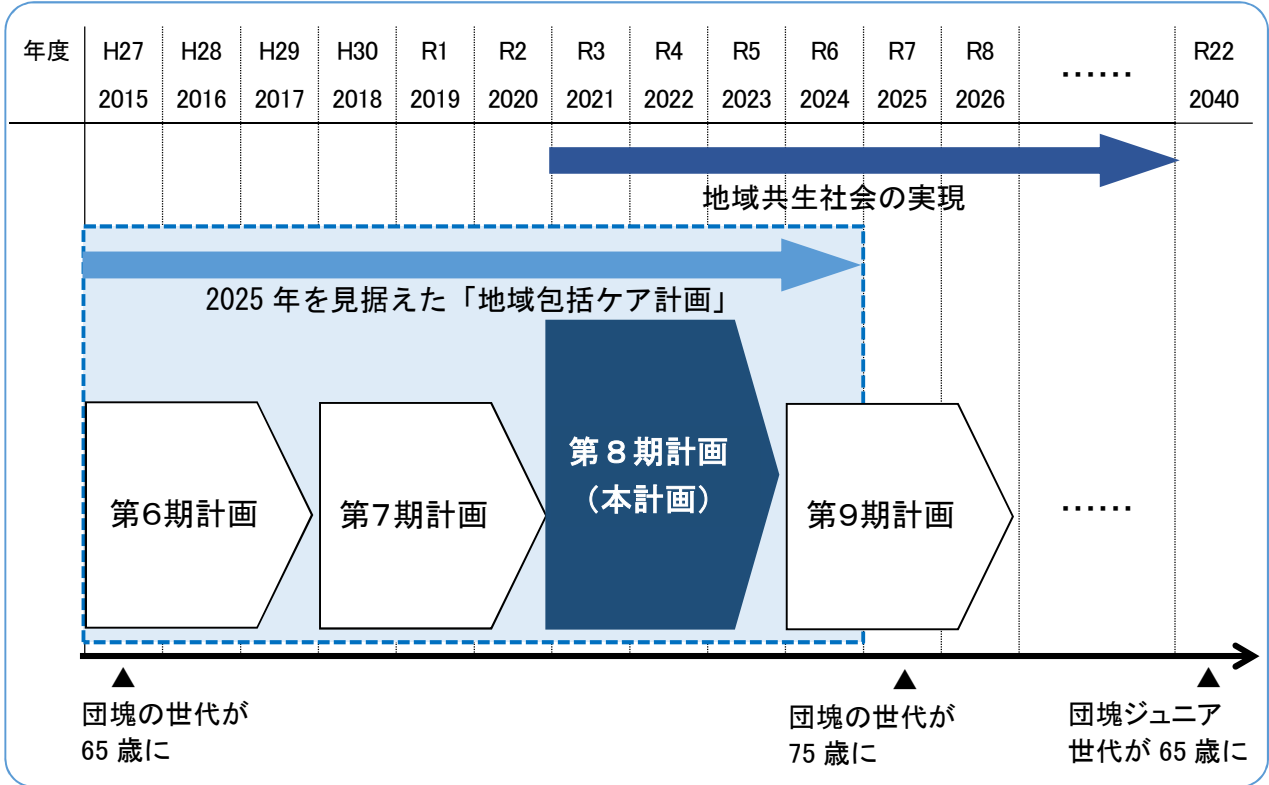 年度 H27 H28 H29 H30 R1 R2 R3 R4 R5 R6 R7 R8 …… R22
2015 2016 2017 2018 2019 2020 2021 2022 2023 2024 2025 2026 2040
地域共生社会の実現
2025 年を見据えた「地域包括ケア計画」
第6期計画
第7期計画
第８期計画
（本計画）
第9期計画
……
▲
団塊の世代が
65 歳に
▲
団塊の世代が
75 歳に
▲
団塊ジュニア
世代が 65 歳に